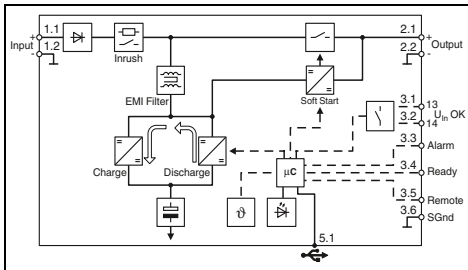 + 1.1
Input
- 1.2
Inrush
2.1 +
2.2 Output
-
EMI Filter
Soft Start
3.1 13
3.2 UIn OK
14
3.3 Alarm
Charge
Discharge
μC
3.4 Ready
ϑ
3.5 Remote
3.6 SGnd
5.1